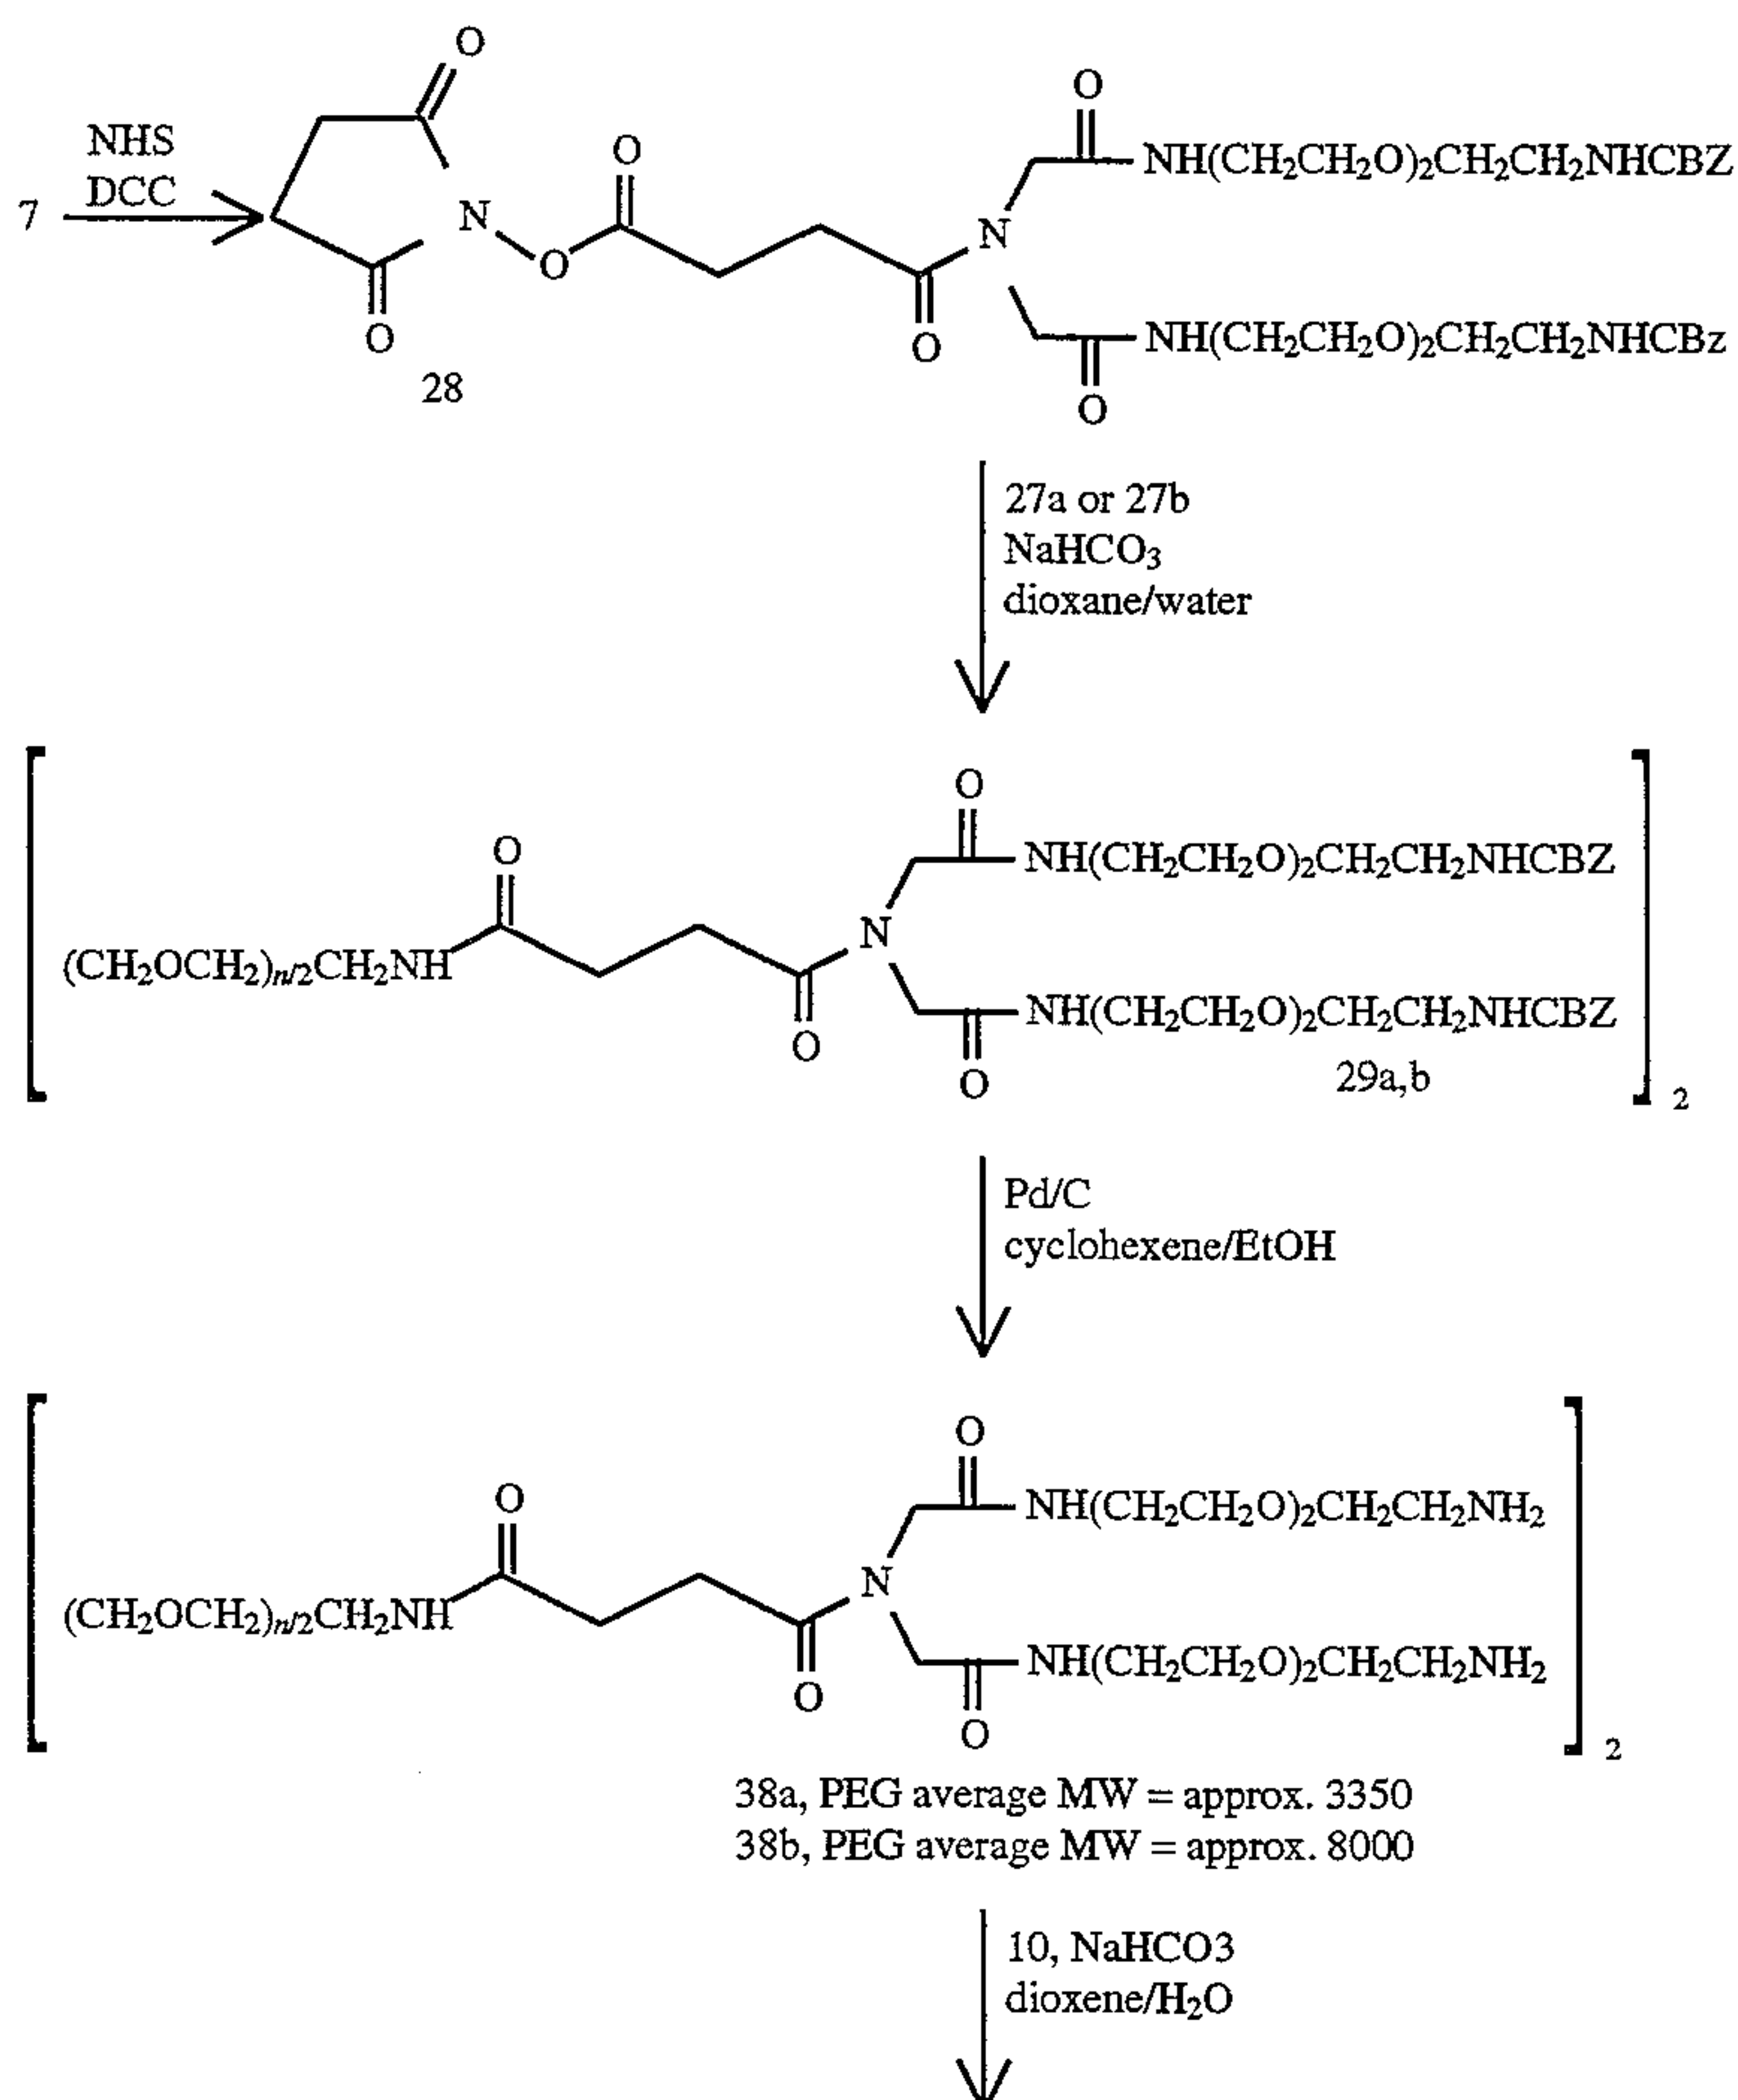 O
NHS
DCC
7
N
O
O
O
28
O
N
O
O
NH(CH₂CH₂O)₂CH₂CH₂NHCBZ
NH(CH₂CH₂O)₂CH₂CH₂NHCBz
O
27a or 27b
NaHCO₃
dioxane/water
O
(CH₂OCH₂)n/2CH₂NH
O
N
O
NH(CH₂CH₂O)₂CH₂CH₂NHCBZ
NH(CH₂CH₂O)₂CH₂CH₂NHCBZ
O
29a,b
2
Pd/C
cyclohexene/EtOH
O
(CH₂OCH₂)n/2CH₂NH
O
N
O
NH(CH₂CH₂O)₂CH₂CH₂NH₂
NH(CH₂CH₂O)₂CH₂CH₂NH₂
O
2
38a, PEG average MW = approx. 3350
38b, PEG average MW = approx. 8000
10, NaHCO3
dioxene/H₂O